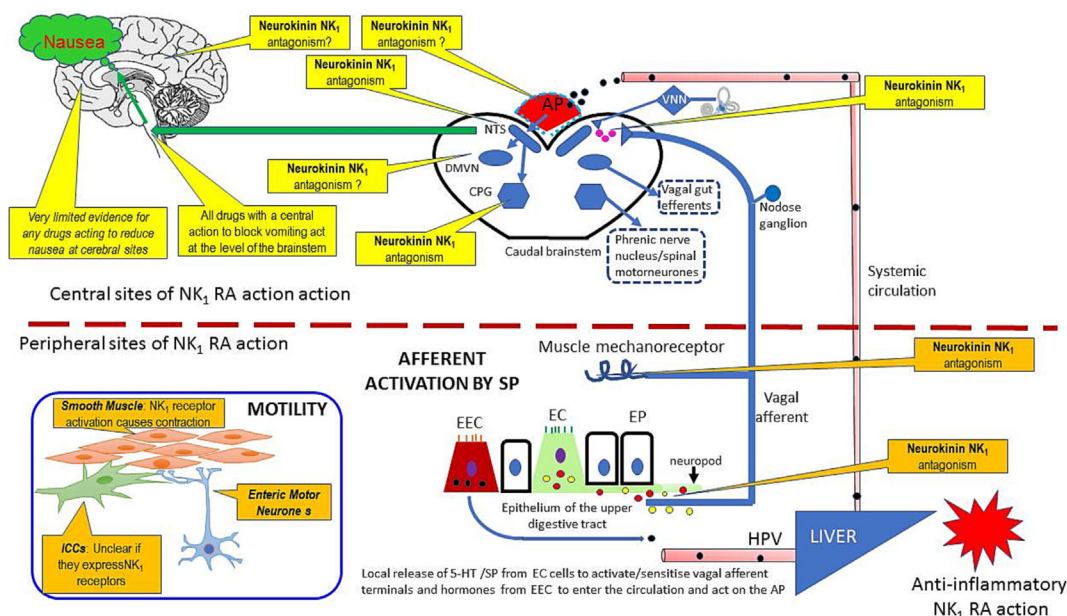 Nausea
Neurokinin NK₁
antagonism?
Neurokinin NK₁
antagonism ?
Neurokinin NK₁
antagonism
AP
VNN
Neurokinin NK₁
antagonism
NTS
DMVN
CPG
Neurokinin NK₁
antagonism ?
Neurokinin NK₁
antagonism
Vagal gut
efferents
Nodose
ganglion
Very limited evidence for
any drugs acting to reduce
nausea at cerebral sites
All drugs with a central
action to block vomiting act
at the level of the brainstem
Caudal brainstem
Phrenic nerve
nucleus/spinal
motorneurones
Systemic
circulation
Central sites of NK₁ RA action action
Peripheral sites of NK₁ RA action
AFFERENT
ACTIVATION BY SP
Muscle mechanoreceptor
Neurokinin NK₁
antagonism
Smooth Muscle: NK₁ receptor
activation causes contraction
MOTILITY
Enteric Motor
Neurone s
ICCs: Unclear if
they expressNK₁
receptors
EEC
EC
EP
Vagal
afferent
neuropod
Neurokinin NK₁
antagonism
Epithelium of the upper
digestive tract
HPV
LIVER
Local release of 5-HT /SP from EC cells to activate/sensitise vagal afferent
terminals and hormones from EEC to enter the circulation and act on the AP
Anti-inflammatory
NK₁ RA action